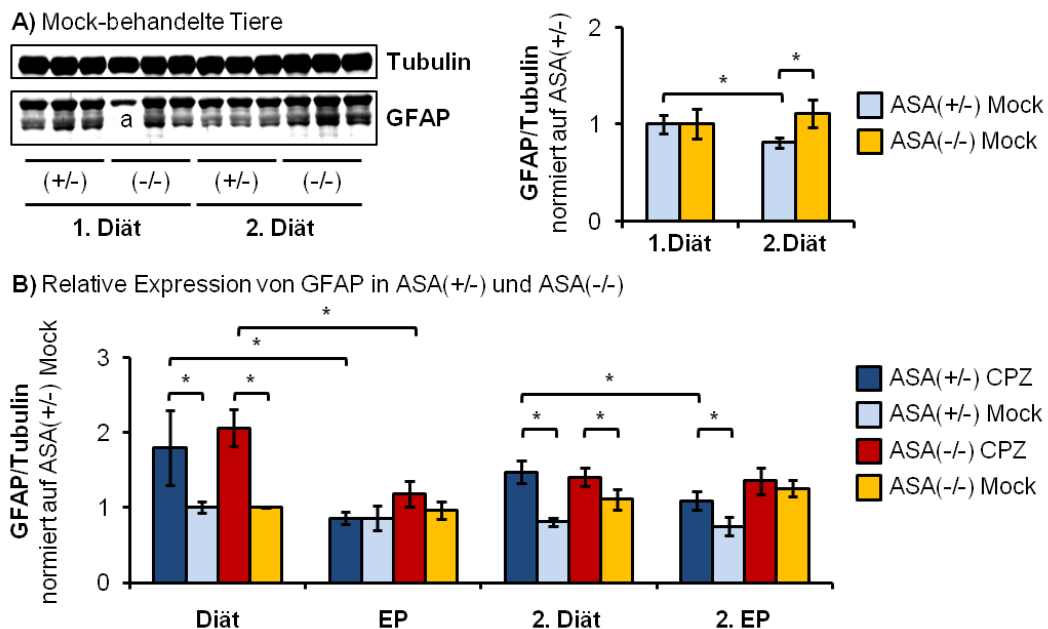 A) Mock-behandelte Tiere
Tubulin
GFAP
a
(+/-) (-/-) (+/-) (-/-)
1. Diät 2. Diät
GFAP/Tubulin
normiert auf ASA(+/-)
2
1
0
*
*
1.Diät 2.Diät
ASA(+/-) Mock
ASA(-/-) Mock
B) Relative Expression von GFAP in ASA(+/-) und ASA(-/-)
GFAP/Tubulin
normiert auf ASA(+/-) Mock
3
2
1
0
*
*
*
*
*
*
*
*
Diät EP 2. Diät 2. EP
ASA(+/-) CPZ
ASA(+/-) Mock
ASA(-/-) CPZ
ASA(-/-) Mock